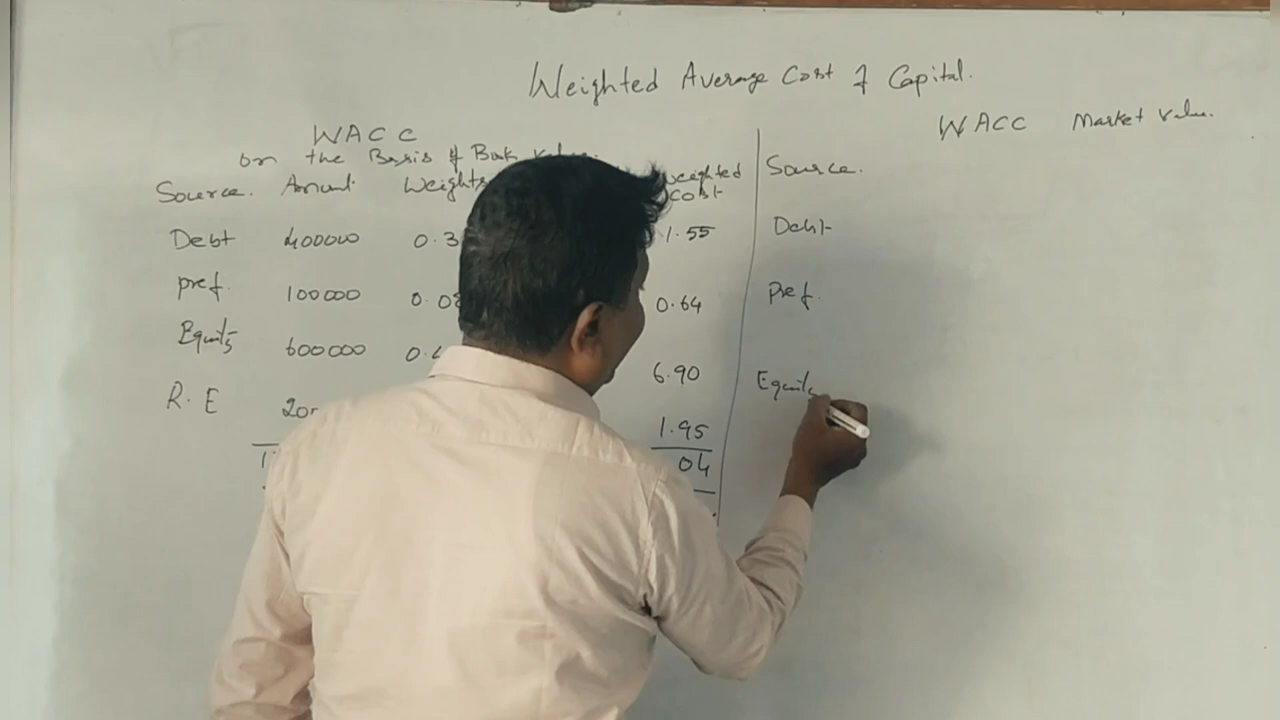 Weighted Average Cost of Capital.
WACC
on the Basis of Book Value.
Source. Amount Weights weighted cost
Debt 400000 0.3 1.55
Pref. 100000 0.08 0.64
Equity 600000 0.4 6.90
R.E 200 1.95
04
WACC Market Value.
Source.
Debt
Pref.
Equity